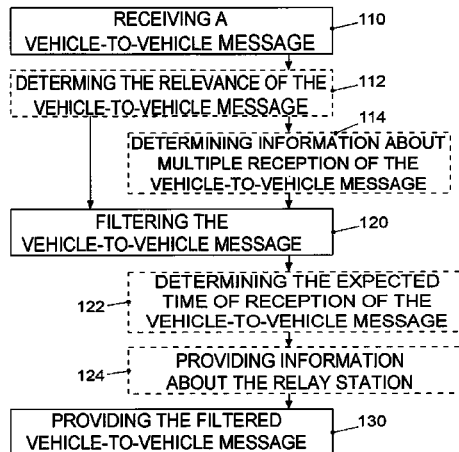 RECEIVING A
VEHICLE-TO-VEHICLE MESSAGE
110
DETERMING THE RELEVANCE OF THE
VEHICLE-TO-VEHICLE MESSAGE
112
114
DETERMINING INFORMATION ABOUT
MULTIPLE RECEPTION OF THE
VEHICLE-TO-VEHICLE MESSAGE
FILTERING THE
VEHICLE-TO-VEHICLE MESSAGE
120
DETERMINING THE EXPECTED
TIME OF RECEPTION OF THE
VEHICLE-TO-VEHICLE MESSAGE
122
PROVIDING INFORMATION
ABOUT THE RELAY STATION
124
PROVIDING THE FILTERED
VEHICLE-TO-VEHICLE MESSAGE
130